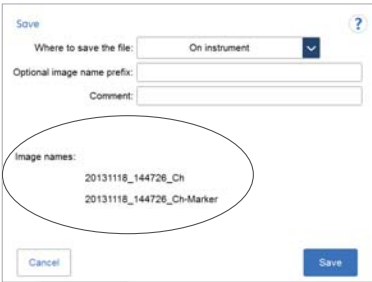 Save
?
Where to save the file: On instrument
Optional image name prefix:
Comment:
Image names:
20131118_144726_Ch
20131118_144726_Ch-Marker
Cancel Save